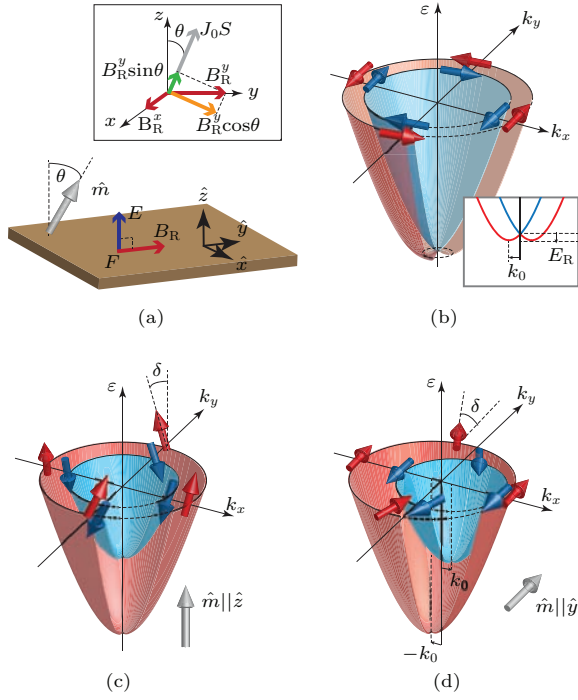 z
θ
J₀S
B_R^y sinθ
B_R^y
y
x
B_R^x
B_R^y cosθ
θ
m̂
E
B_R
F
ẑ
ŷ
x̂
(a)
ε
k_y
k_x
k₀
E_R
(b)
δ
ε
k_y
k_x
m̂||ẑ
(c)
ε
δ
k_y
k_x
k₀
m̂||ŷ
−k₀
(d)